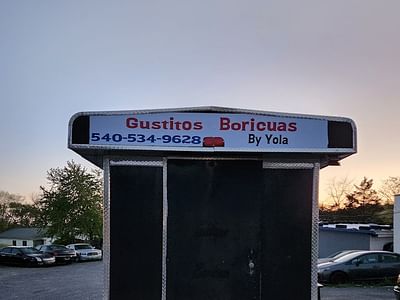 Gustitos Boricuas
540-534-9628 By Yola